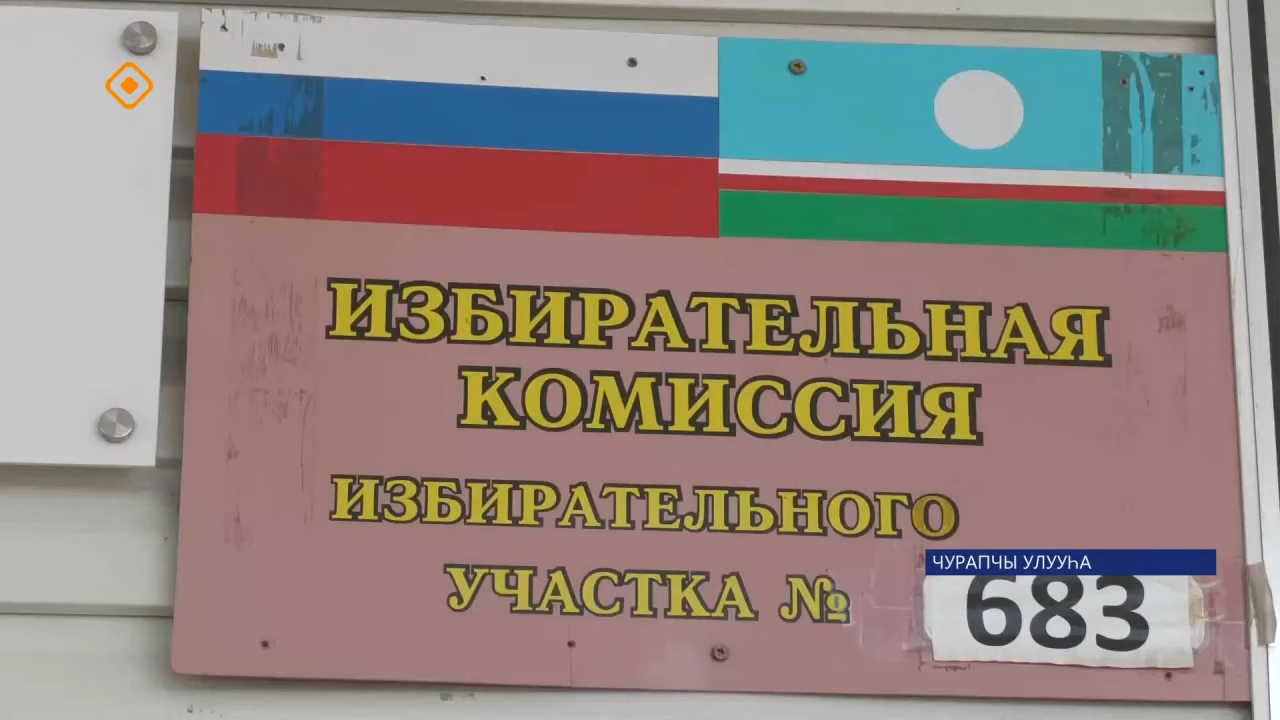 ИЗБИРАТЕЛЬНАЯ
КОМИССИЯ
ИЗБИРАТЕЛЬНОГО
УЧАСТКА № 683
ЧУРАПЧЫ УЛУУҺА